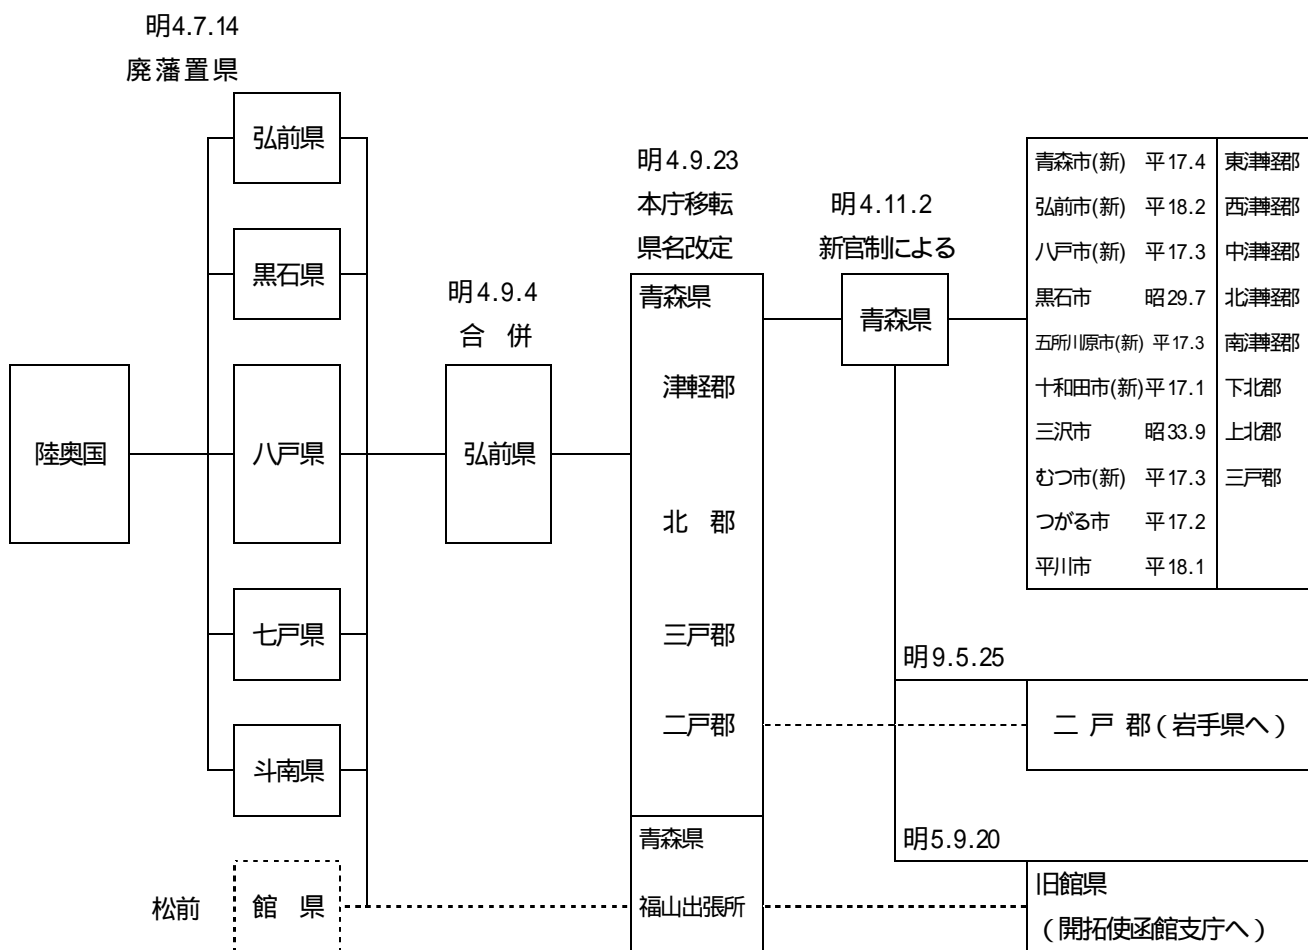 明4.7.14
廃藩置県
陸奥国
弘前県
黒石県
八戸県
七戸県
斗南県
松前
館 県
明4.9.4
合 併
弘前県
明4.9.23
本庁移転
県名改定
青森県
津軽郡
北 郡
三戸郡
二戸郡
青森県
福山出張所
明4.11.2
新官制による
青森県
青森市(新) 平17.4 東津軽郡
弘前市(新) 平18.2 西津軽郡
八戸市(新) 平17.3 中津軽郡
黒石市 昭29.7 北津軽郡
五所川原市(新) 平17.3 南津軽郡
十和田市(新) 平17.1 下北郡
三沢市 昭33.9 上北郡
むつ市(新) 平17.3 三戸郡
つがる市 平17.2
平川市 平18.1
明9.5.25
二 戸 郡(岩手県へ)
明5.9.20
旧館県
(開拓使函館支庁へ)